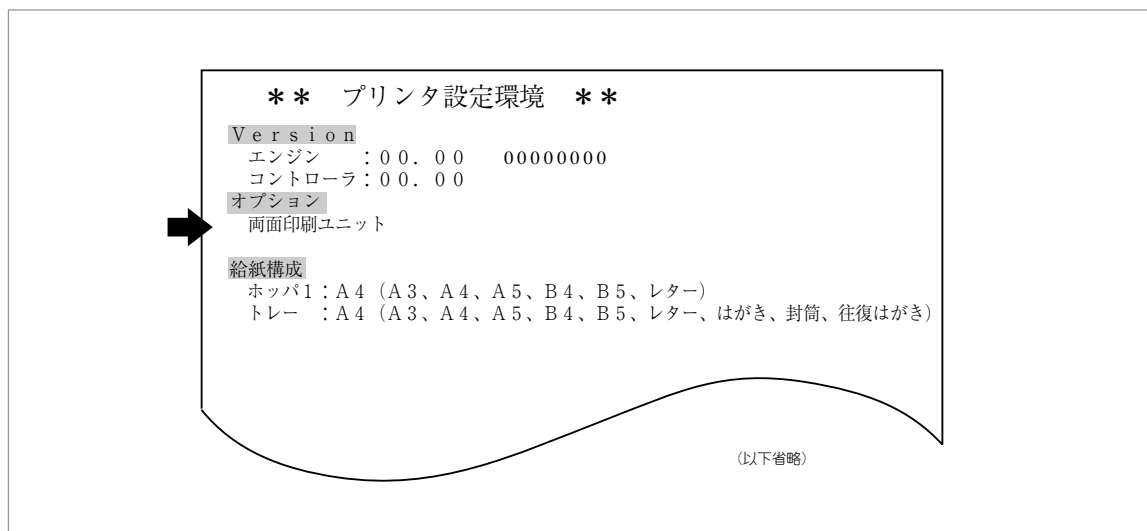 ＊＊　プリンタ設定環境　＊＊
Ｖｅｒｓｉｏｎ
エンジン　　：００．００　　00000000
コントローラ：００．００
オプション
両面印刷ユニット
給紙構成
ホッパ１：Ａ４（Ａ３、Ａ４、Ａ５、Ｂ４、Ｂ５、レター）
トレー　：Ａ４（Ａ３、Ａ４、Ａ５、Ｂ４、Ｂ５、レター、はがき、封筒、往復はがき）
（以下省略）